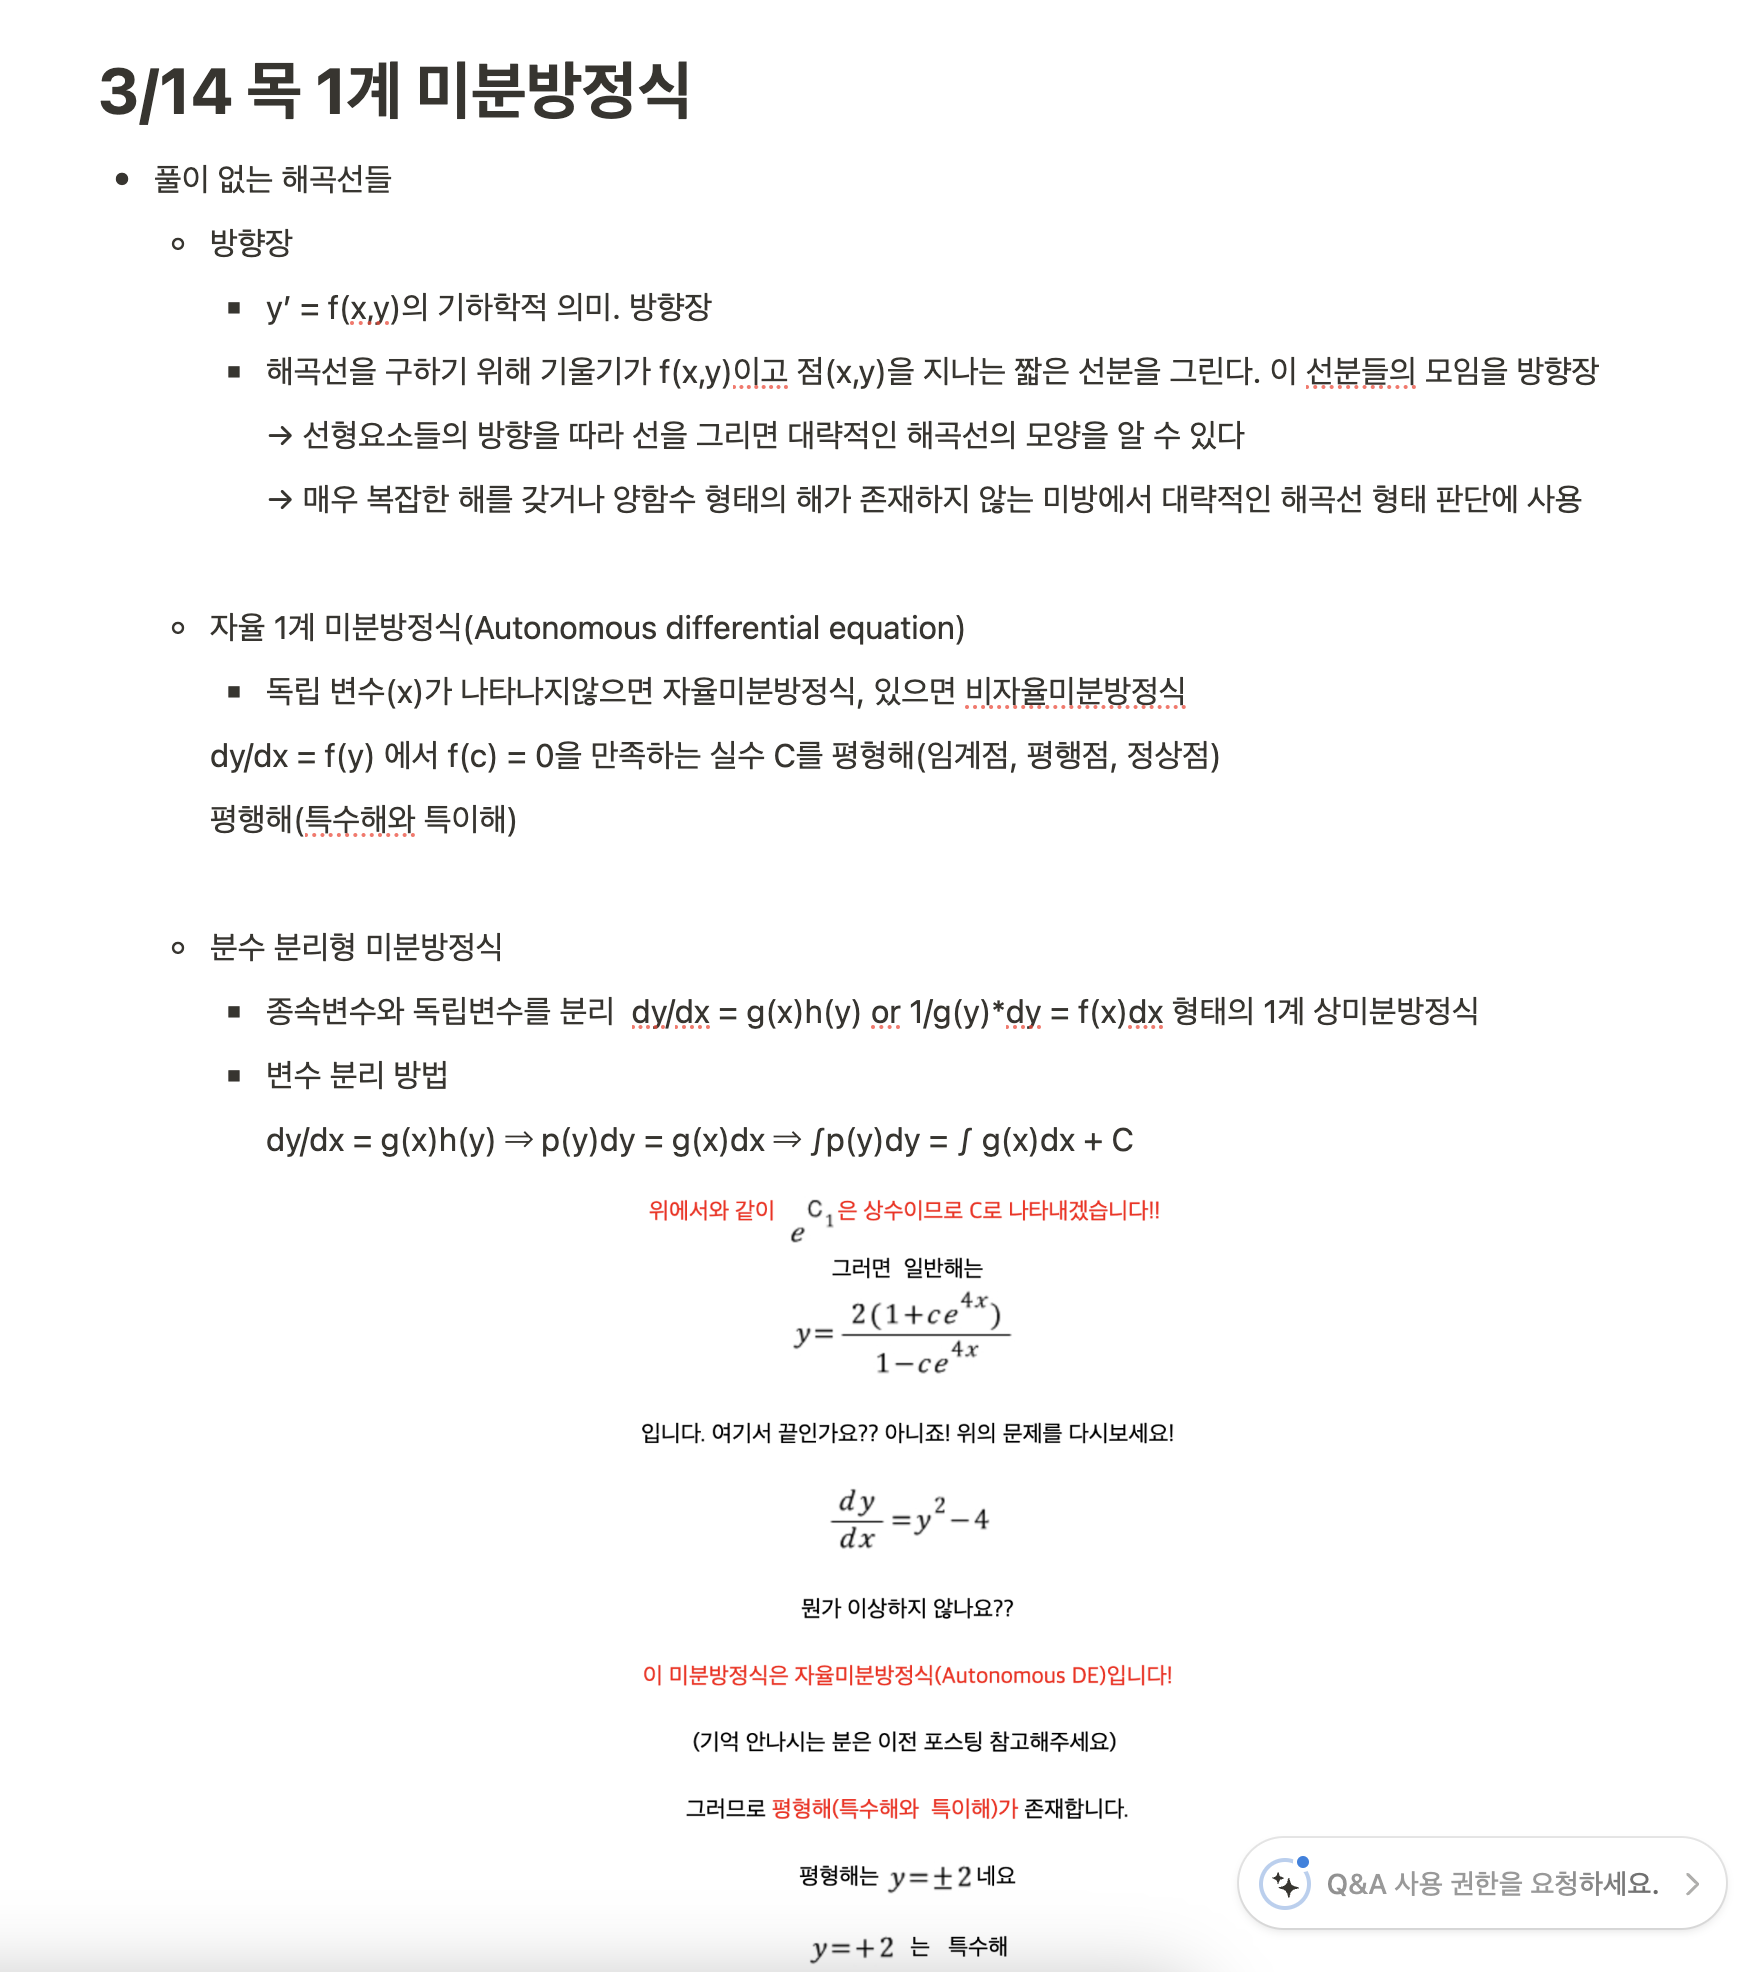 3/14 목 1계 미분방정식
• 풀이 없는 해곡선들
◦ 방향장
▪ y′ = f(x,y)의 기하학적 의미. 방향장
▪ 해곡선을 구하기 위해 기울기가 f(x,y)이고 점(x,y)을 지나는 짧은 선분을 그린다. 이 선분들의 모임을 방향장
→ 선형요소들의 방향을 따라 선을 그리면 대략적인 해곡선의 모양을 알 수 있다
→ 매우 복잡한 해를 갖거나 양함수 형태의 해가 존재하지 않는 미방에서 대략적인 해곡선 형태 판단에 사용
◦ 자율 1계 미분방정식(Autonomous differential equation)
▪ 독립 변수(x)가 나타나지않으면 자율미분방정식, 있으면 비자율미분방정식
dy/dx = f(y) 에서 f(c) = 0을 만족하는 실수 C를 평형해(임계점, 평행점, 정상점)
평행해(특수해와 특이해)
◦ 분수 분리형 미분방정식
▪ 종속변수와 독립변수를 분리 dy/dx = g(x)h(y) or 1/g(y)*dy = f(x)dx 형태의 1계 상미분방정식
▪ 변수 분리 방법
dy/dx = g(x)h(y) ⇒ p(y)dy = g(x)dx ⇒ ∫p(y)dy = ∫ g(x)dx + C
위에서와 같이 e^C₁은 상수이므로 C로 나타내겠습니다!!
그러면 일반해는
y = 2(1+ce^4x) / 1−ce^4x
입니다. 여기서 끝인가요?? 아니죠! 위의 문제를 다시보세요!
dy/dx = y² − 4
뭔가 이상하지 않나요??
이 미분방정식은 자율미분방정식(Autonomous DE)입니다!
(기억 안나시는 분은 이전 포스팅 참고해주세요)
그러므로 평형해(특수해와 특이해)가 존재합니다.
평형해는 y=±2네요
Q&A 사용 권한을 요청하세요.
y=+2 는 특수해